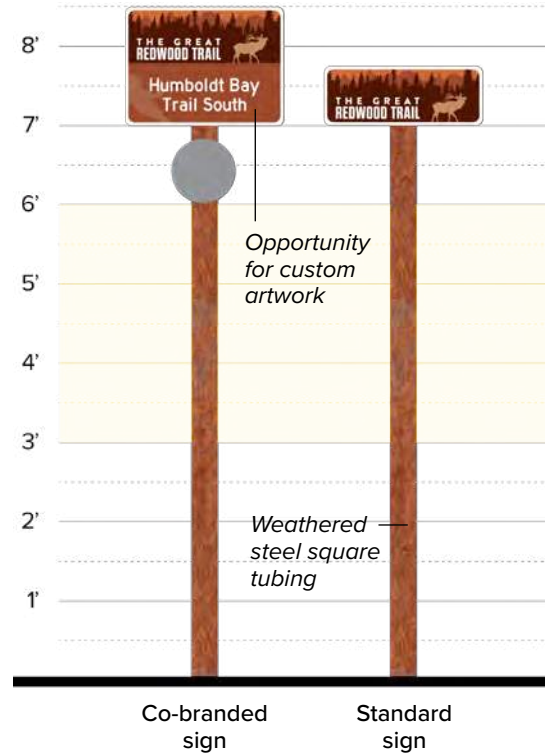 8’
THE GREAT
REDWOOD TRAIL
Humboldt Bay
Trail South
THE GREAT
REDWOOD TRAIL
7’
6’
Opportunity
for custom
artwork
5’
4’
3’
2’
Weathered
steel square
tubing
1’
Co-branded
sign
Standard
sign